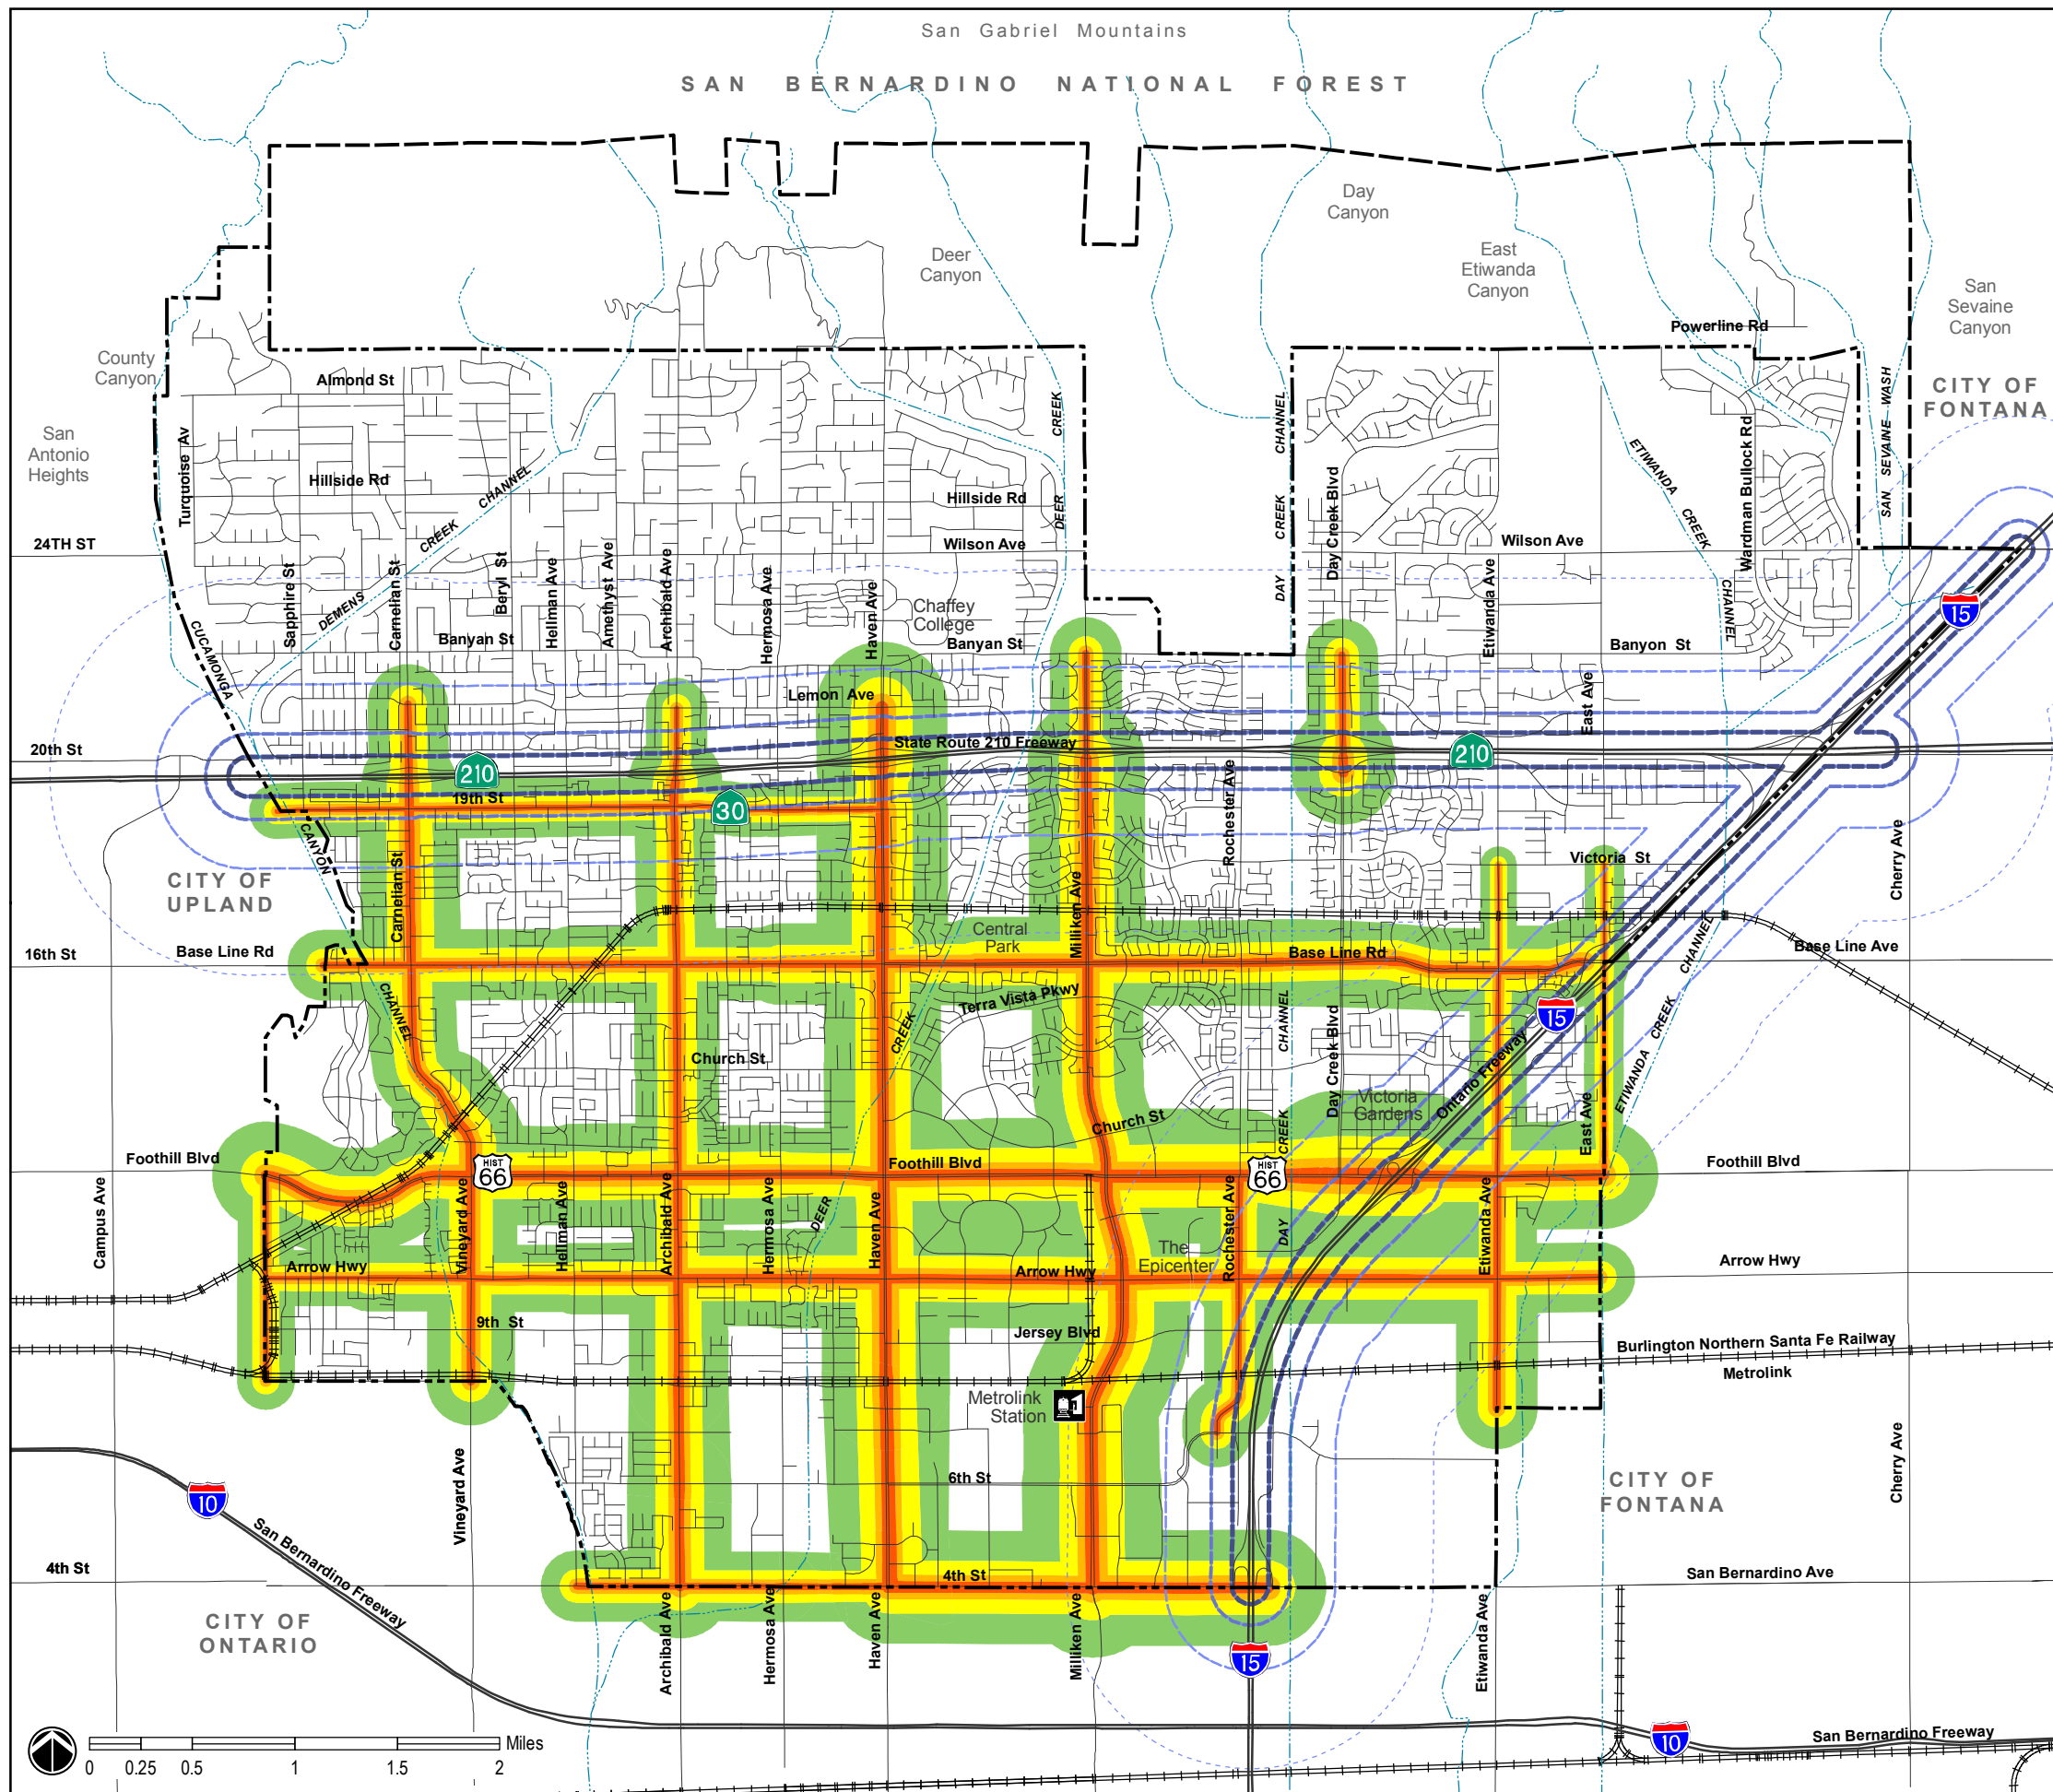 San Gabriel Mountains
SAN BERNARDINO NATIONAL FOREST
Day
Canyon
Deer
Canyon
East
Etiwanda
Canyon
San
Sevaine
Canyon
Powerline Rd
County
Canyon
Almond St
CITY OF
FONTANA
San
Antonio
Heights
Turquoise Av
Hillside Rd
CHANNEL
CREEK
DEMENS
Hillside Rd
CREEK
DEER
CHANNEL
CREEK
DAY
Day Creek Blvd
ETIWANDA
CREEK
CHANNEL
Wardman Bullock Rd
SAN SEVAINE WASH
24TH ST
Wilson Ave
Wilson Ave
Sapphire St
Carnelian St
Beryl St
Hellman Ave
Amethyst Ave
Archibald Ave
Hermosa Ave
Haven Ave
Chaffey
College
Etiwanda Ave
15
CUCAMONGA
Banyan St
Banyan St
Banyon St
Lemon Ave
East Ave
20th St
State Route 210 Freeway
210
210
19th St
30
CANYON
Rochester Ave
Victoria St
Cherry Ave
CITY OF
UPLAND
Carnelian St
Milliken Ave
Central
Park
16th St
Base Line Rd
Base Line Rd
Base Line Ave
CHANNEL
CHANNEL
Terra Vista Pkwy
15
CREEK
Church St
CREEK
CHANNEL
Day Creek Blvd
Ontario Freeway
ETIWANDA
Victoria
Gardens
Church St
CREEK
East Ave
Foothill Blvd
HIST
66
Foothill Blvd
HIST
66
Foothill Blvd
Campus Ave
Vineyard Ave
Hellman Ave
Archibald Ave
Hermosa Ave
DEER
Haven Ave
The
Epicenter
Rochester Ave
DAY
Etiwanda Ave
Arrow Hwy
Arrow Hwy
Arrow Hwy
9th St
Jersey Blvd
Burlington Northern Santa Fe Railway
Metrolink
Metrolink
Station
Vineyard Ave
6th St
CITY OF
FONTANA
Cherry Ave
10
San Bernardino Freeway
4th St
4th St
San Bernardino Ave
CITY OF
ONTARIO
Archibald Ave
Hermosa Ave
Haven Ave
Milliken Ave
15
Etiwanda Ave
10
San Bernardino Freeway
Miles
0 0.25 0.5 1 1.5 2